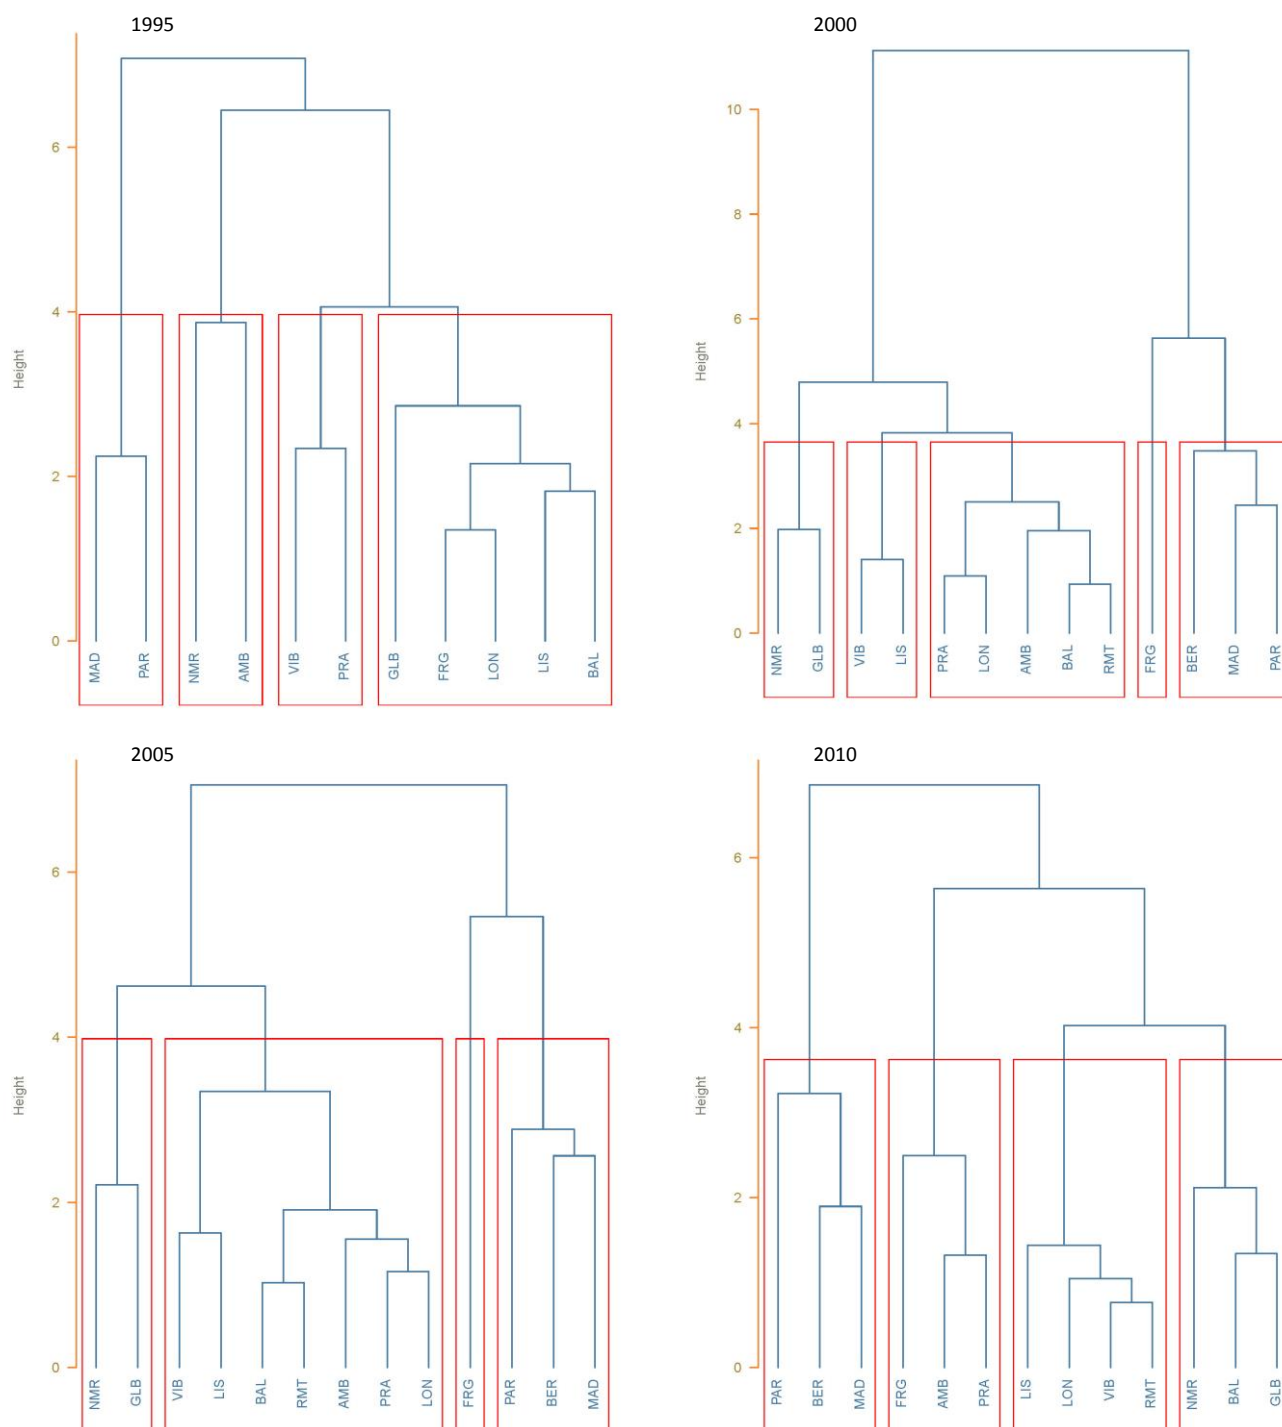 1995
6
4
2
0
Height
MAD
PAR
NMR
AMB
VIB
PRA
GLB
FRG
LON
LIS
BAL
2000
10
8
6
4
2
0
Height
NMR
GLB
VIB
LIS
PRA
LON
AMB
BAL
RMT
FRG
BER
MAD
PAR
2005
6
4
2
0
Height
NMR
GLB
VIB
LIS
BAL
RMT
AMB
PRA
LON
FRG
PAR
BER
MAD
2010
6
4
2
0
Height
PAR
BER
MAD
FRG
AMB
PRA
LIS
LON
VIB
RMT
NMR
BAL
GLB